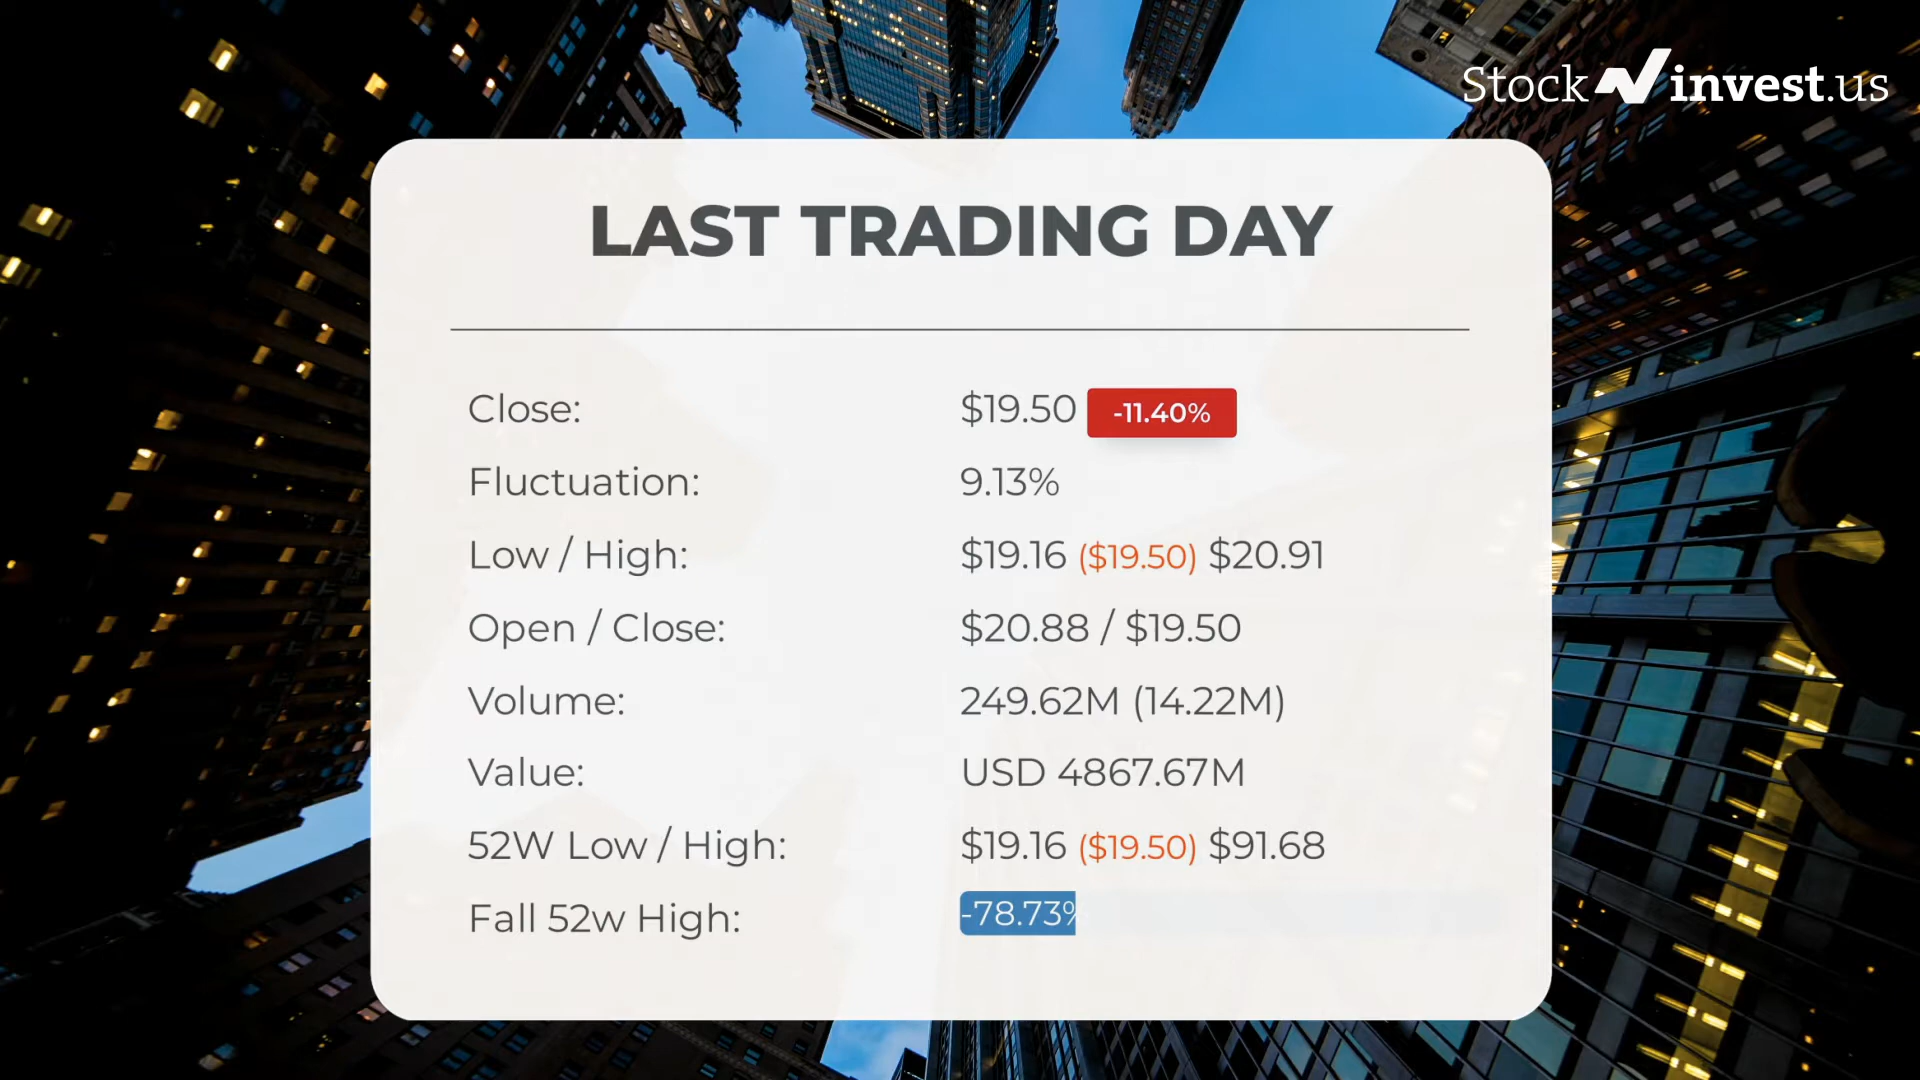 Stock invest.us
LAST TRADING DAY
Close: $19.50 -11.40%
Fluctuation: 9.13%
Low / High: $19.16 ($19.50) $20.91
Open / Close: $20.88 / $19.50
Volume: 249.62M (14.22M)
Value: USD 4867.67M
52W Low / High: $19.16 ($19.50) $91.68
Fall 52w High: -78.73%